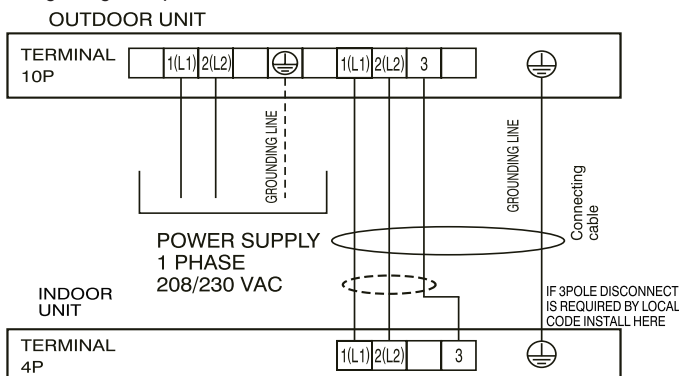 OUTDOOR UNIT
TERMINAL
10P
1(L1) 2(L2) 1(L1) 2(L2) 3
GROUNDING LINE
GROUNDING LINE
Connecting
cable
POWER SUPPLY
1 PHASE
208/230 VAC
INDOOR
UNIT
IF 3POLE DISCONNECT
IS REQUIRED BY LOCAL
CODE INSTALL HERE
TERMINAL
4P
1(L1) 2(L2) 3